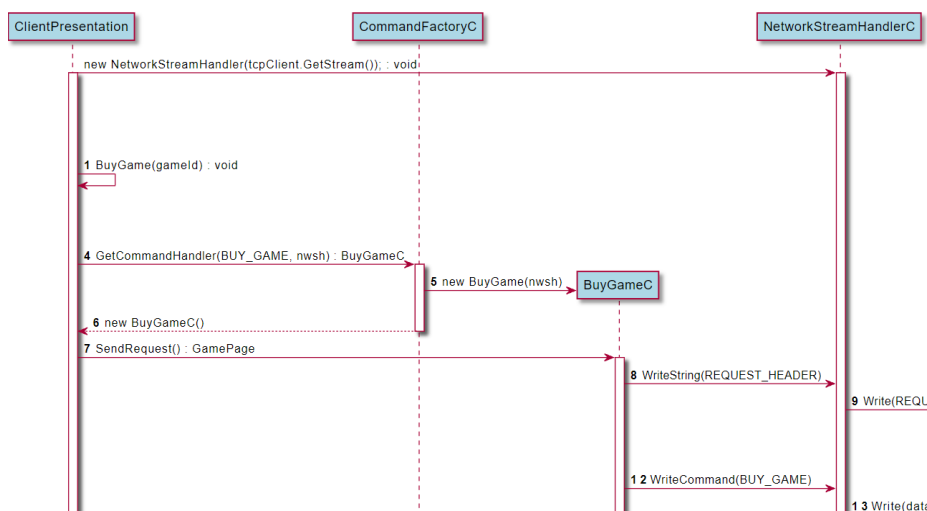 ClientPresentation
CommandFactoryC
NetworkStreamHandlerC
new NetworkStreamHandler(tcpClient.GetStream()); : void
1 BuyGame(gameId) : void
4 GetCommandHandler(BUY_GAME, nwsh) : BuyGameC
5 new BuyGame(nwsh)
BuyGameC
6 new BuyGameC()
7 SendRequest() : GamePage
8 WriteString(REQUEST_HEADER)
9 Write(REQU
1 2 WriteCommand(BUY_GAME)
1 3 Write(data